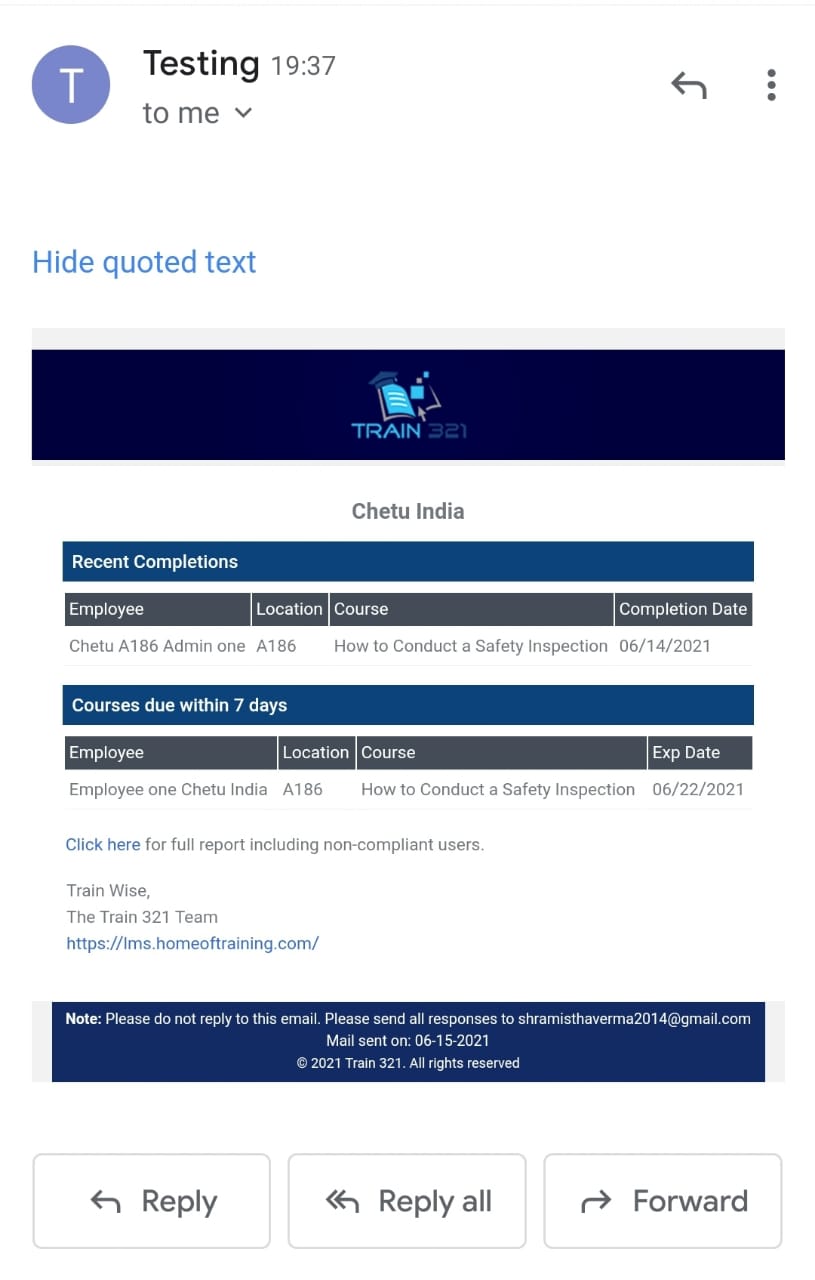 T
Testing 19:37
to me
Hide quoted text
TRAIN 321
Chetu India
Recent Completions
Employee Location Course Completion Date
Chetu A186 Admin one A186 How to Conduct a Safety Inspection 06/14/2021
Courses due within 7 days
Employee Location Course Exp Date
Employee one Chetu India A186 How to Conduct a Safety Inspection 06/22/2021
Click here for full report including non-compliant users.
Train Wise,
The Train 321 Team
https://lms.homeoftraining.com/
Note: Please do not reply to this email. Please send all responses to shramisthaverma2014@gmail.com
Mail sent on: 06-15-2021
© 2021 Train 321. All rights reserved
Reply Reply all Forward